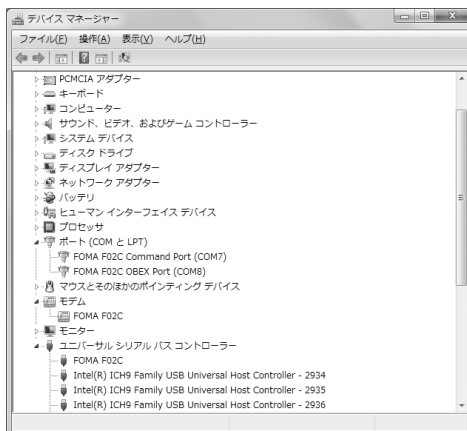 デバイス マネージャー
ファイル(F) 操作(A) 表示(V) ヘルプ(H)
PCMCIA アダプター
キーボード
コンピューター
サウンド、ビデオ、およびゲーム コントローラー
システム デバイス
ディスク ドライブ
ディスプレイ アダプター
ネットワーク アダプター
バッテリ
ヒューマン インターフェイス デバイス
プロセッサ
ポート (COM と LPT)
FOMA F02C Command Port (COM7)
FOMA F02C OBEX Port (COM8)
マウスとそのほかのポインティング デバイス
モデム
FOMA F02C
モニター
ユニバーサル シリアル バス コントローラー
FOMA F02C
Intel(R) ICH9 Family USB Universal Host Controller - 2934
Intel(R) ICH9 Family USB Universal Host Controller - 2935
Intel(R) ICH9 Family USB Universal Host Controller - 2936